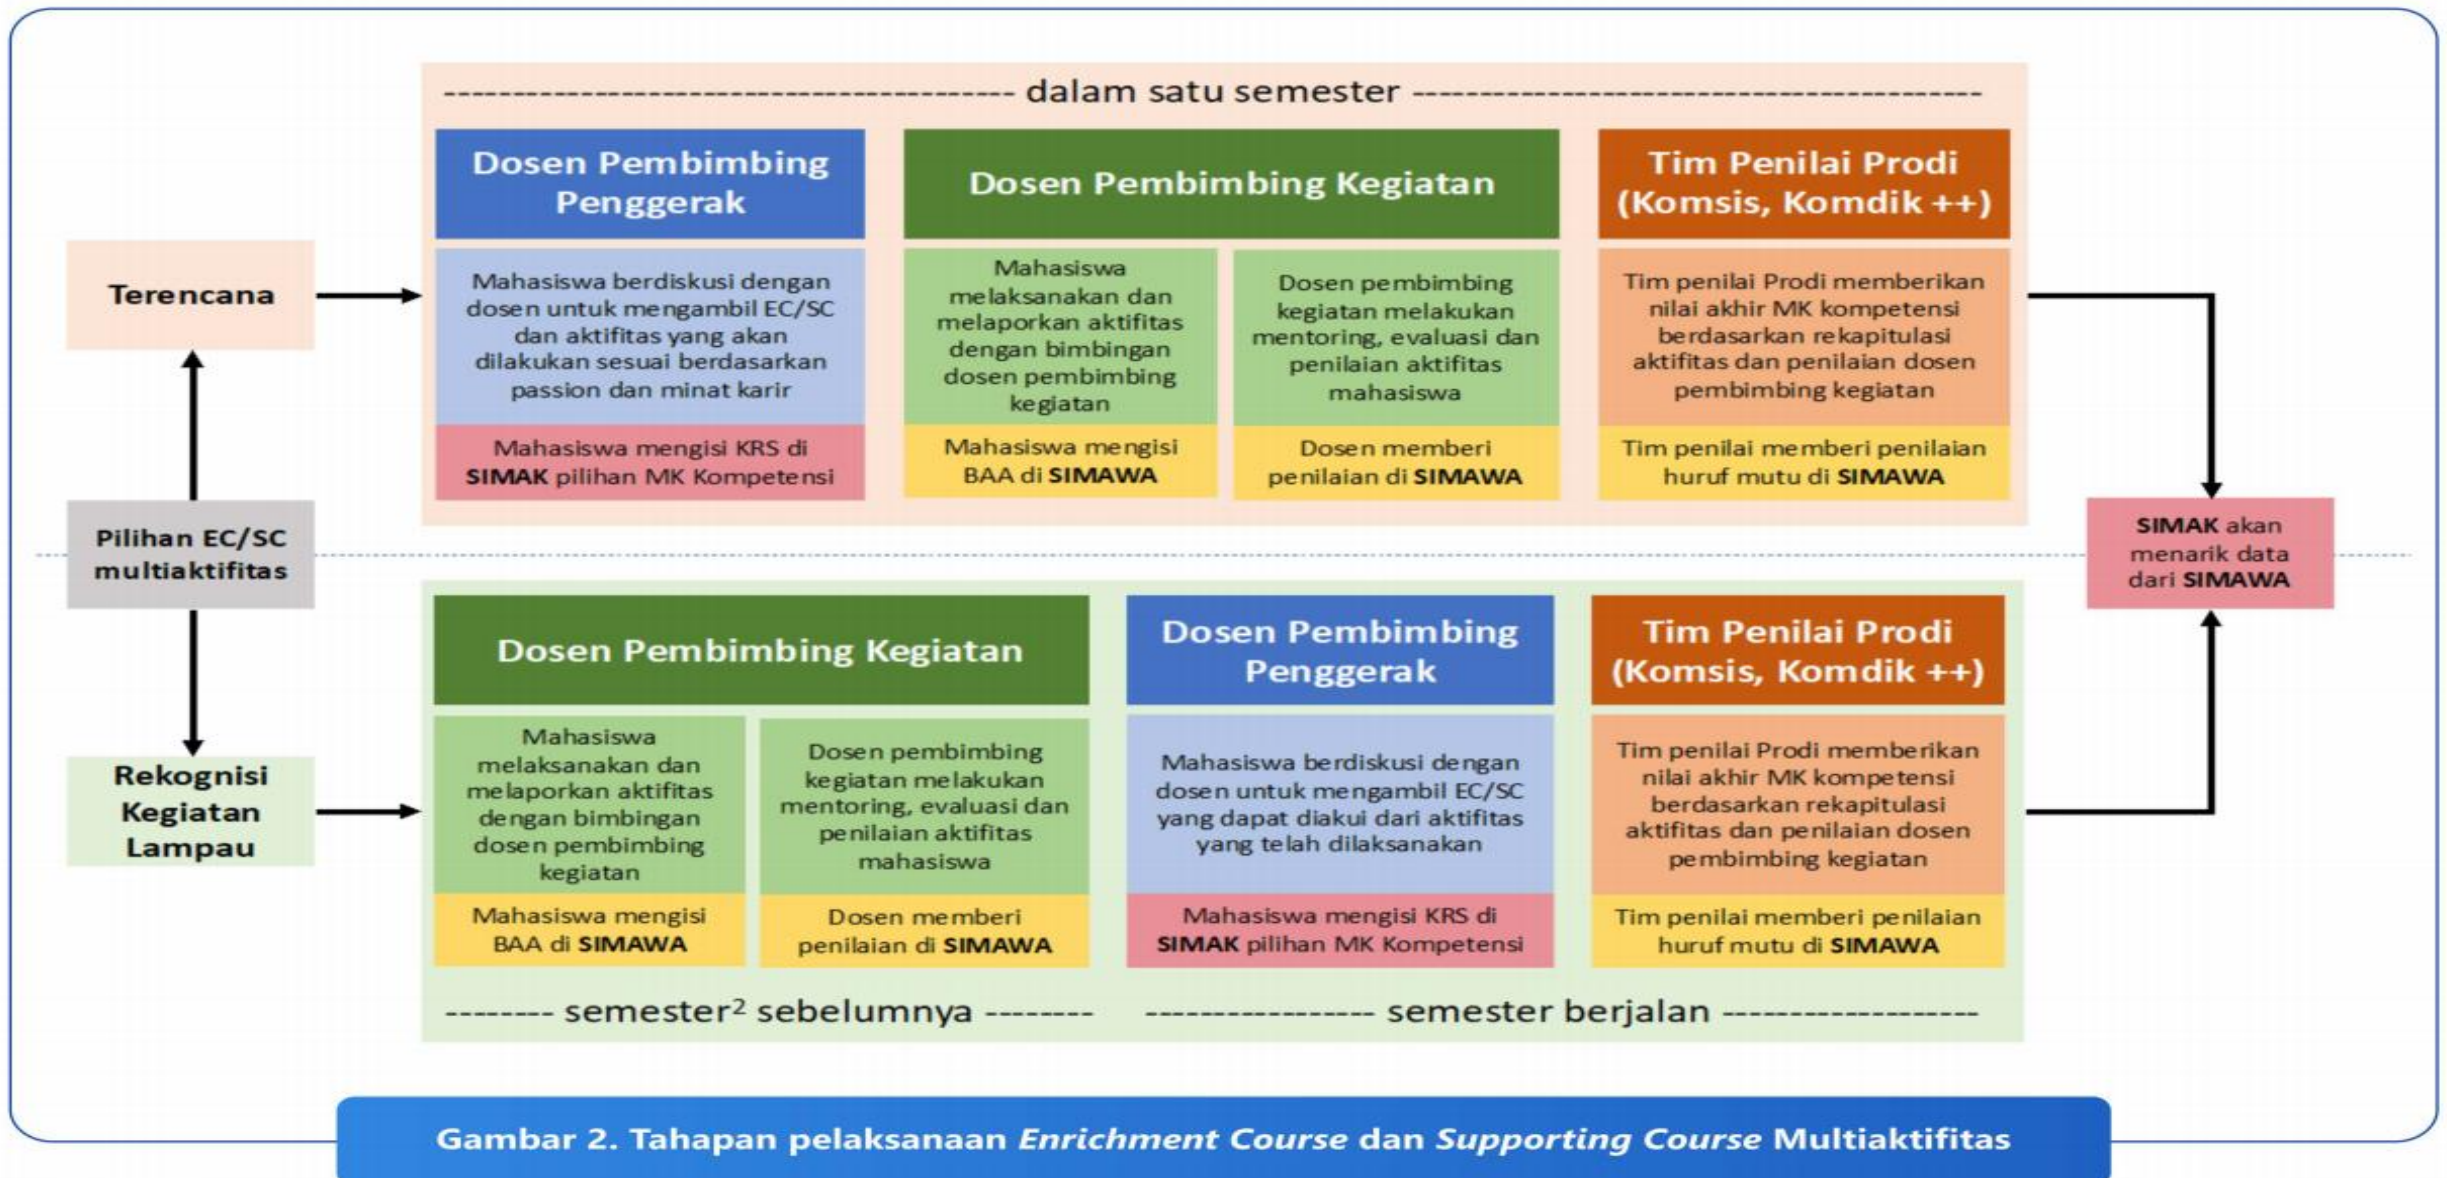 ---------------------------------------- dalam satu semester ----------------------------------------
Dosen Pembimbing
Penggerak
Mahasiswa berdiskusi dengan
dosen untuk mengambil EC/SC
dan aktifitas yang akan
dilakukan sesuai berdasarkan
passion dan minat karir
Mahasiswa mengisi KRS di
SIMAK pilihan MK Kompetensi
Dosen Pembimbing Kegiatan
Mahasiswa
melaksanakan dan
melaporkan aktifitas
dengan bimbingan
dosen pembimbing
kegiatan
Mahasiswa mengisi
BAA di SIMAWA
Dosen pembimbing
kegiatan melakukan
mentoring, evaluasi dan
penilaian aktifitas
mahasiswa
Dosen memberi
penilaian di SIMAWA
Tim Penilai Prodi
(Komsis, Komdik ++)
Tim penilai Prodi memberikan
nilai akhir MK kompetensi
berdasarkan rekapitulasi
aktifitas dan penilaian dosen
pembimbing kegiatan
Tim penilai memberi penilaian
huruf mutu di SIMAWA
Terencana
Pilihan EC/SC
multiaktifitas
Rekognisi
Kegiatan
Lampau
SIMAK akan
menarik data
dari SIMAWA
Dosen Pembimbing Kegiatan
Mahasiswa
melaksanakan dan
melaporkan aktifitas
dengan bimbingan
dosen pembimbing
kegiatan
Mahasiswa mengisi
BAA di SIMAWA
Dosen pembimbing
kegiatan melakukan
mentoring, evaluasi dan
penilaian aktifitas
mahasiswa
Dosen memberi
penilaian di SIMAWA
Dosen Pembimbing
Penggerak
Mahasiswa berdiskusi dengan
dosen untuk mengambil EC/SC
yang dapat diakui dari aktifitas
yang telah dilaksanakan
Mahasiswa mengisi KRS di
SIMAK pilihan MK Kompetensi
Tim Penilai Prodi
(Komsis, Komdik ++)
Tim penilai Prodi memberikan
nilai akhir MK kompetensi
berdasarkan rekapitulasi
aktifitas dan penilaian dosen
pembimbing kegiatan
Tim penilai memberi penilaian
huruf mutu di SIMAWA
-------- semester² sebelumnya --------
----------------- semester berjalan -------------------
Gambar 2. Tahapan pelaksanaan Enrichment Course dan Supporting Course Multiaktifitas